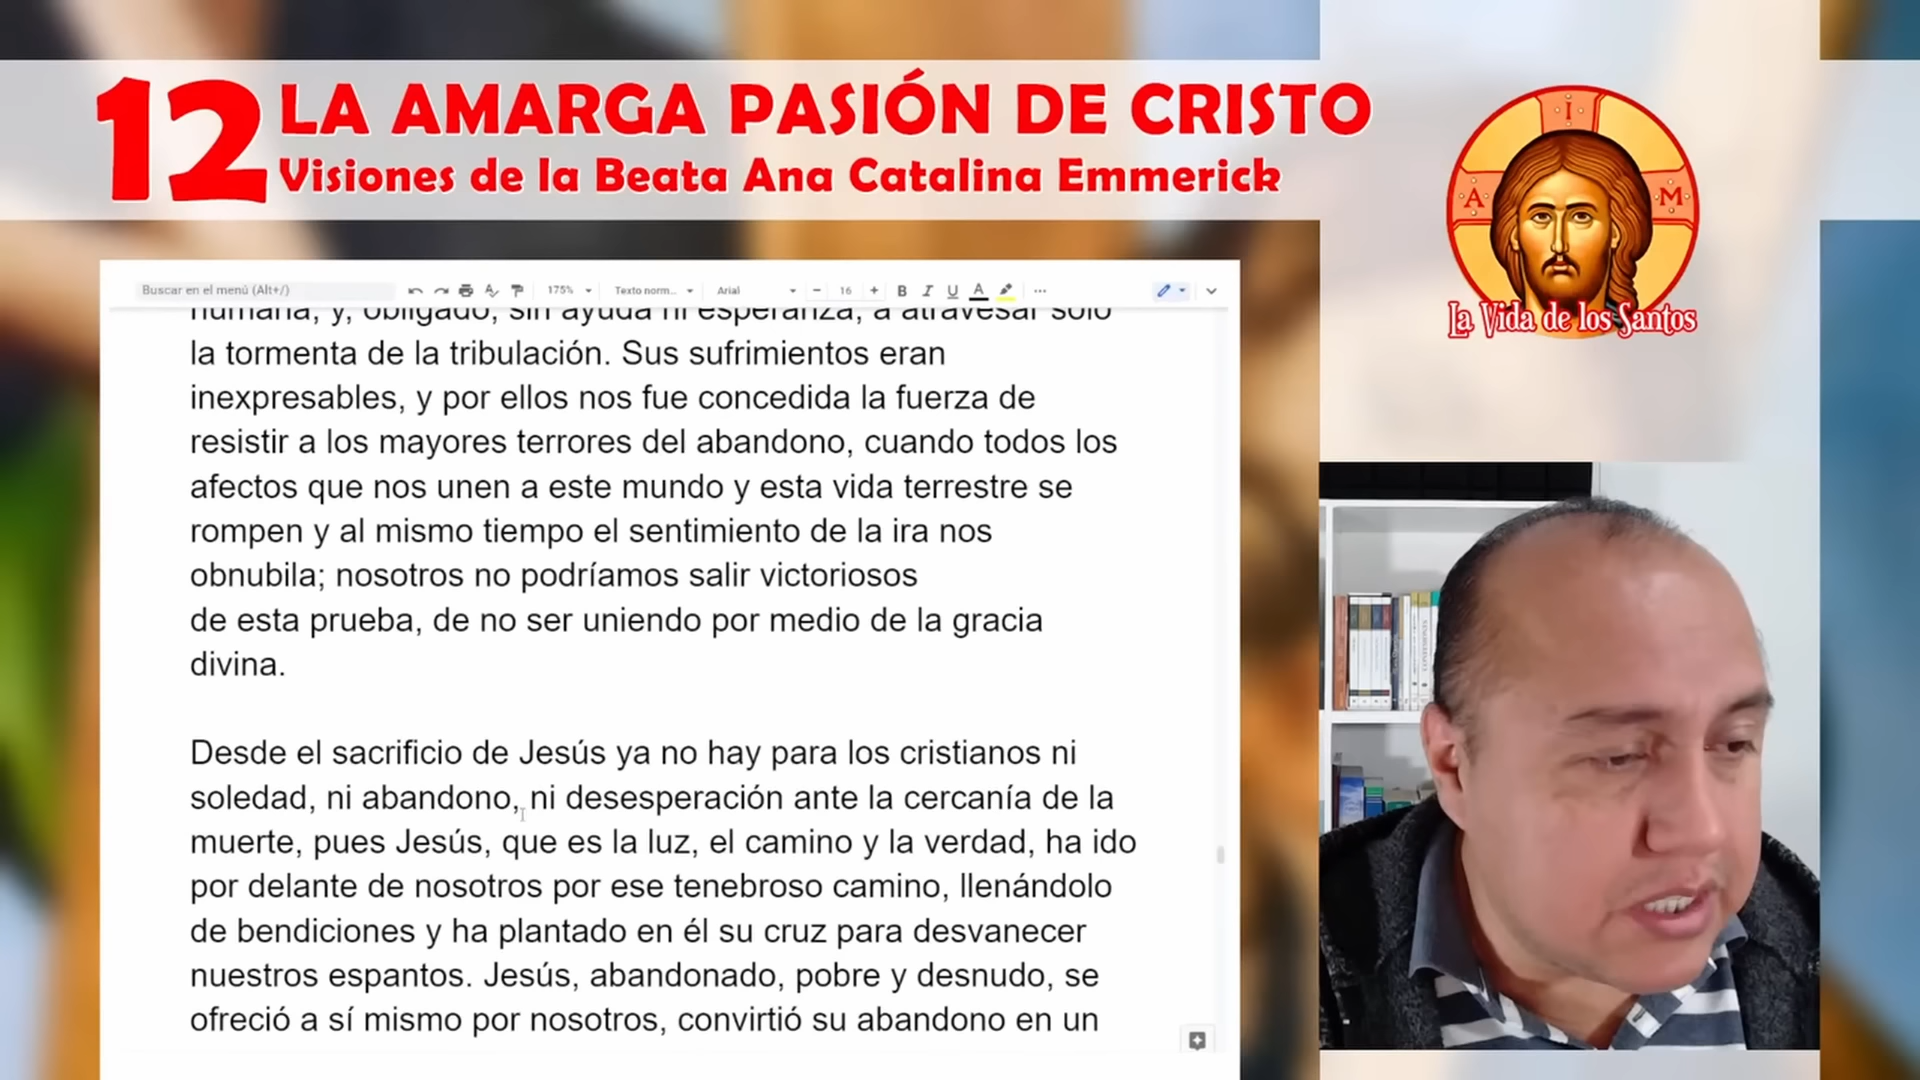 12
LA AMARGA PASIÓN DE CRISTO
Visiones de la Beata Ana Catalina Emmerick
I
A
M
La Vida de los Santos
Buscar en el menú (Alt+/)
175%
Texto norm...
Arial
16
B
I
U
A
humana, y, obligado, sin ayuda ni esperanza, a atravesar solo
la tormenta de la tribulación. Sus sufrimientos eran
inexpresables, y por ellos nos fue concedida la fuerza de
resistir a los mayores terrores del abandono, cuando todos los
afectos que nos unen a este mundo y esta vida terrestre se
rompen y al mismo tiempo el sentimiento de la ira nos
obnubila; nosotros no podríamos salir victoriosos
de esta prueba, de no ser uniendo por medio de la gracia
divina.
Desde el sacrificio de Jesús ya no hay para los cristianos ni
soledad, ni abandono, ni desesperación ante la cercanía de la
muerte, pues Jesús, que es la luz, el camino y la verdad, ha ido
por delante de nosotros por ese tenebroso camino, llenándolo
de bendiciones y ha plantado en él su cruz para desvanecer
nuestros espantos. Jesús, abandonado, pobre y desnudo, se
ofreció a sí mismo por nosotros, convirtió su abandono en un